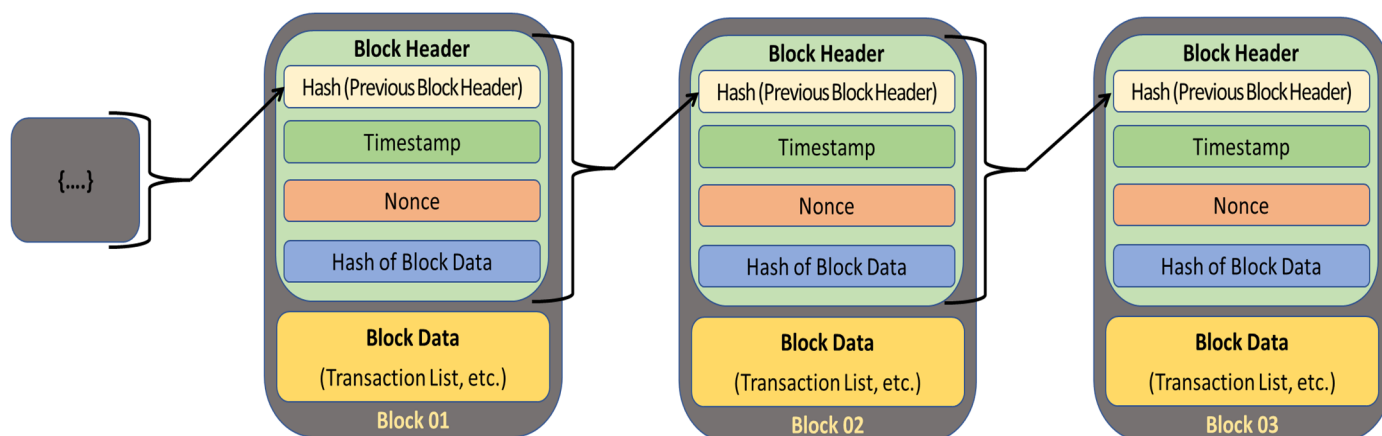 {....}
Block Header
Hash (Previous Block Header)
Timestamp
Nonce
Hash of Block Data
Block Data
(Transaction List, etc.)
Block 01
Block Header
Hash (Previous Block Header)
Timestamp
Nonce
Hash of Block Data
Block Data
(Transaction List, etc.)
Block 02
Block Header
Hash (Previous Block Header)
Timestamp
Nonce
Hash of Block Data
Block Data
(Transaction List, etc.)
Block 03